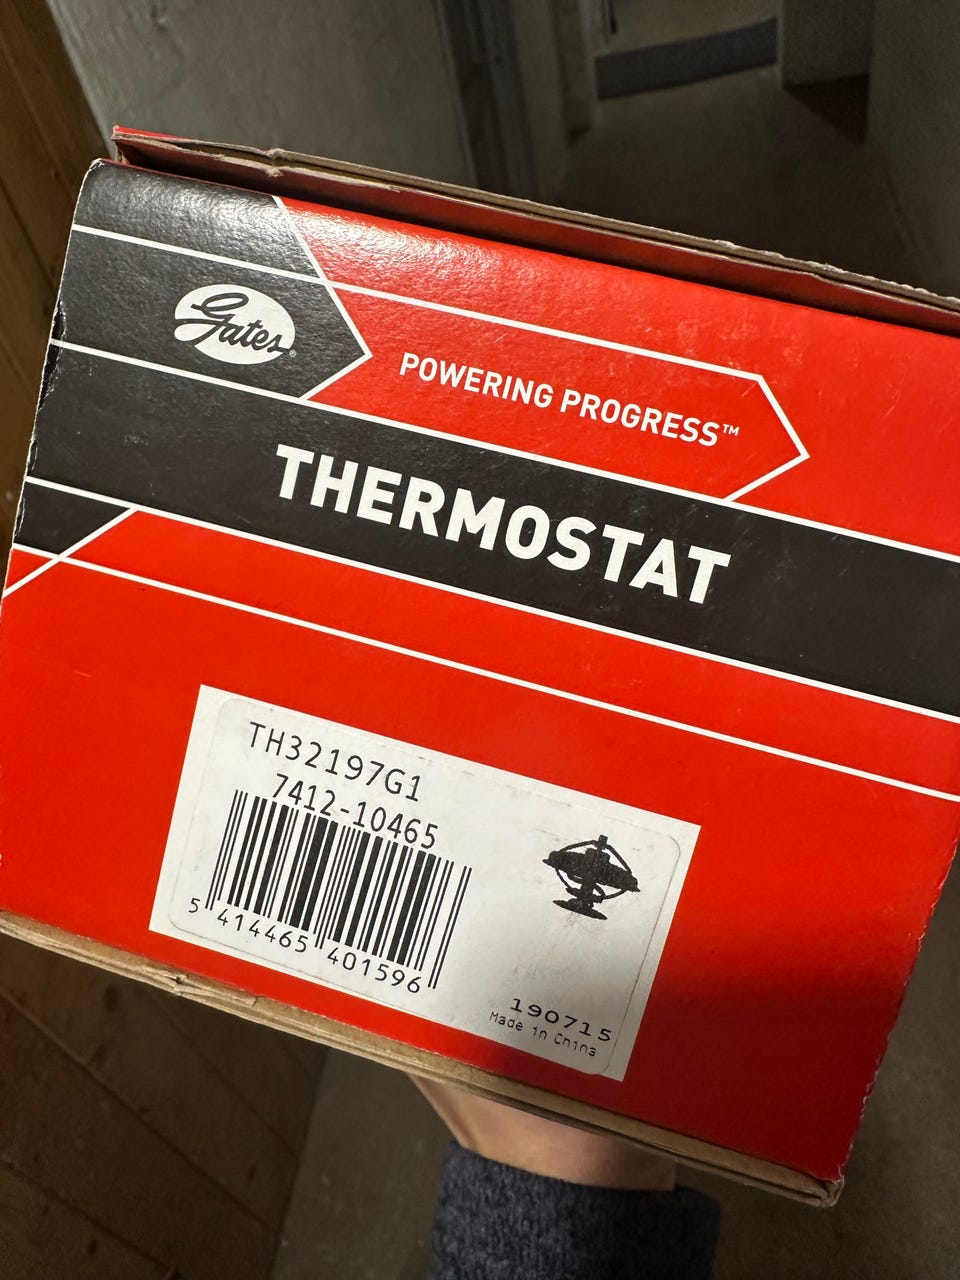 Gates®
POWERING PROGRESS™
THERMOSTAT
TH32197G1
7412-10465
5 414465 401596
190715
Made in China